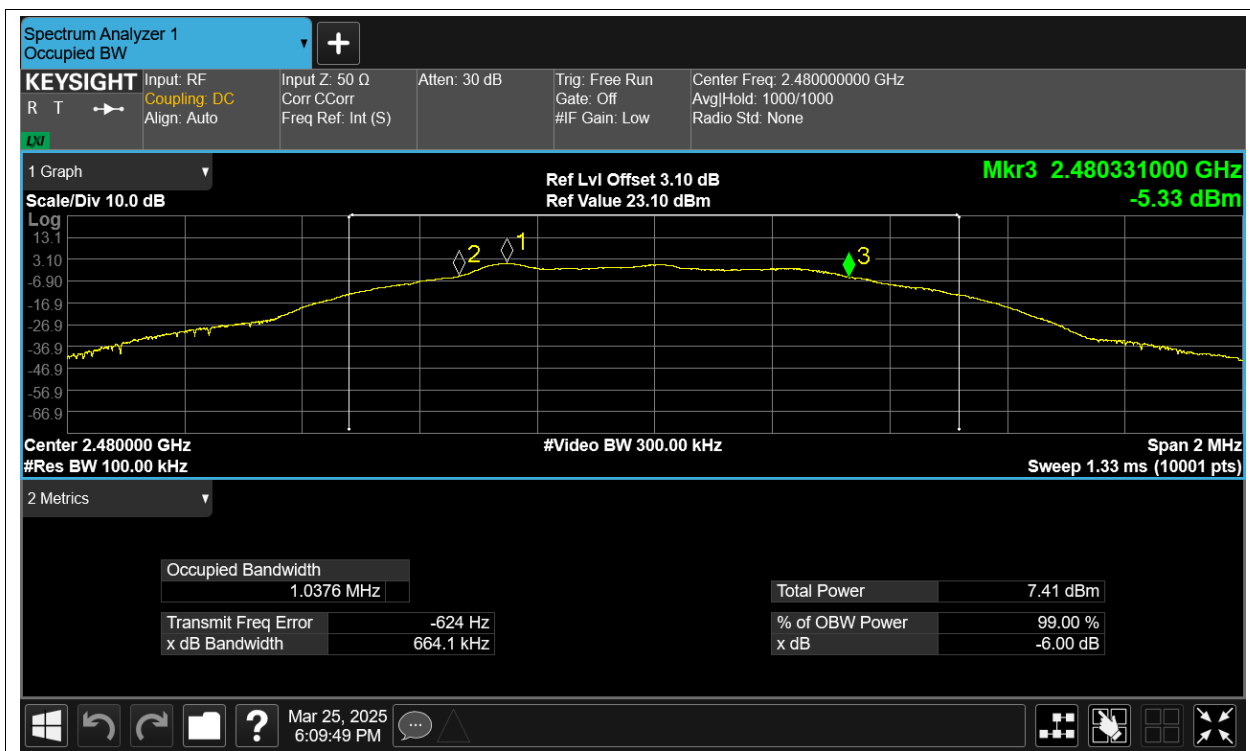 Spectrum Analyzer 1
Occupied BW
KEYSIGHT
R T
LXI
Input: RF
Coupling: DC
Align: Auto
Input Z: 50 Ω
Corr CCorr
Freq Ref: Int (S)
Atten: 30 dB
Trig: Free Run
Gate: Off
#IF Gain: Low
Center Freq: 2.480000000 GHz
Avg|Hold: 1000/1000
Radio Std: None
1 Graph
Scale/Div 10.0 dB
Ref Lvl Offset 3.10 dB
Ref Value 23.10 dBm
Mkr3 2.480331000 GHz
-5.33 dBm
Log
13.1
3.10
-6.90
-16.9
-26.9
-36.9
-46.9
-56.9
-66.9
2
1
3
Center 2.480000 GHz
#Res BW 100.00 kHz
#Video BW 300.00 kHz
Span 2 MHz
Sweep 1.33 ms (10001 pts)
2 Metrics
Occupied Bandwidth
1.0376 MHz
Transmit Freq Error -624 Hz
x dB Bandwidth 664.1 kHz
Total Power 7.41 dBm
% of OBW Power 99.00 %
x dB -6.00 dB
?
Mar 25, 2025
6:09:49 PM